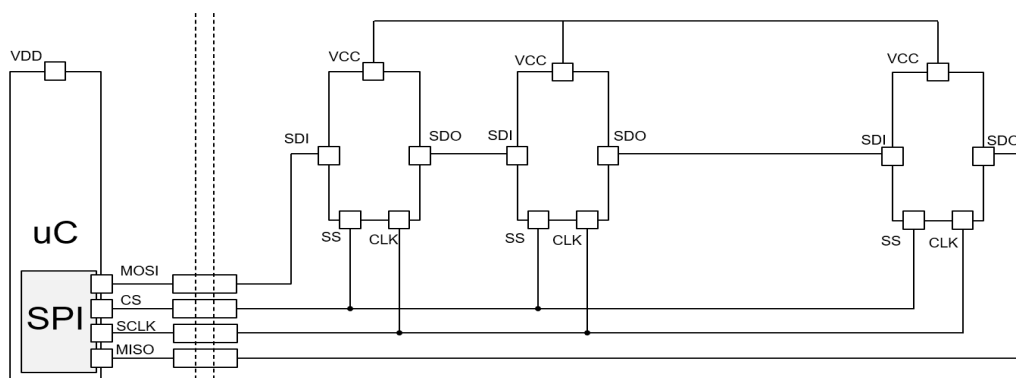 VDD
VCC
VCC
VCC
SDI
SDO
SDI
SDO
SDI
SDO
uC
SS
CLK
SS
CLK
SS
CLK
MOSI
SPI
CS
SCLK
MISO